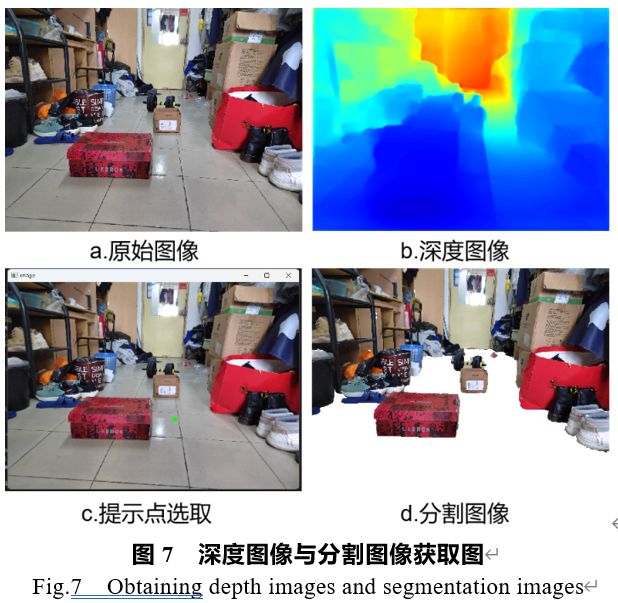 a.原始图像
b.深度图像
image
LEBRON
c.提示点选取
d.分割图像
图 7 深度图像与分割图像获取图
Fig.7 Obtaining depth images and segmentation images